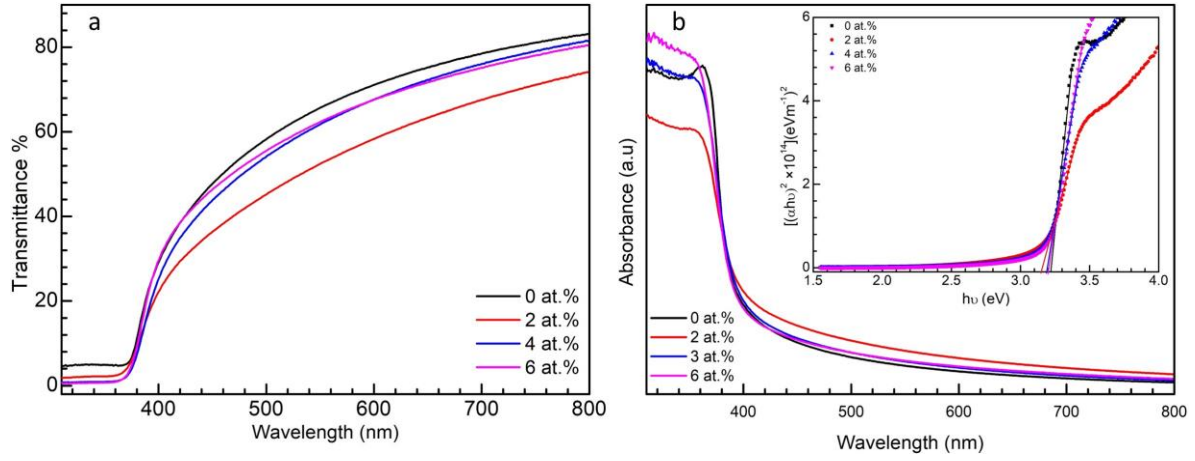 a
Transmittance %
80
60
40
20
0
400
500
600
700
800
Wavelength (nm)
0 at.%
2 at.%
4 at.%
6 at.%
b
Absorbance (a.u)
400
500
600
700
800
Wavelength (nm)
0 at.%
2 at.%
3 at.%
6 at.%
[(αhυ)² ×10¹⁴](eVm⁻¹)²
6
4
2
0
1.5
2.0
2.5
3.0
3.5
4.0
hυ (eV)
0 at.%
2 at.%
4 at.%
6 at.%